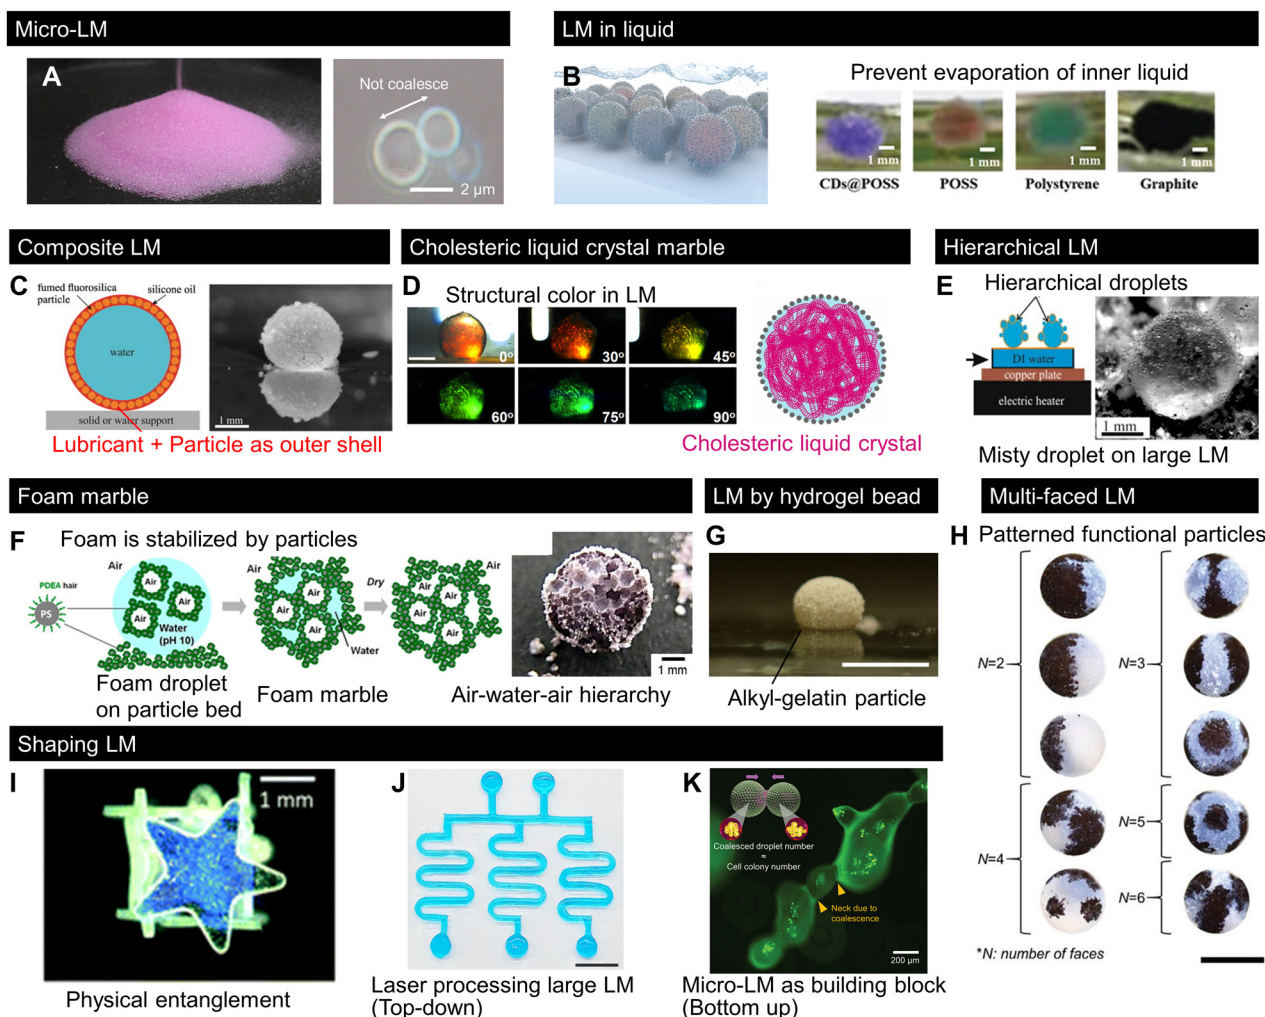 Micro-LM
LM in liquid
A
Not coalesce
2 µm
B
Prevent evaporation of inner liquid
1 mm
1 mm
1 mm
1 mm
CDs@POSS
POSS
Polystyrene
Graphite
Composite LM
Cholesteric liquid crystal marble
Hierarchical LM
C
fumed fluorosilica
particle
silicone oil
water
solid or water support
1 mm
Lubricant + Particle as outer shell
D
Structural color in LM
0°
30°
45°
60°
75°
90°
Cholesteric liquid crystal
E
Hierarchical droplets
DI water
copper plate
electric heater
1 mm
Misty droplet on large LM
Foam marble
LM by hydrogel bead
Multi-faced LM
F
Foam is stabilized by particles
Air
PDEA hair
PS
Air
Air
Air
Water
(pH 10)
Foam droplet
on particle bed
Air
Air
Air
Air
Water
Foam marble
Dry
Air
Air
Air
Air
1 mm
Air-water-air hierarchy
G
Alkyl-gelatin particle
H
Patterned functional particles
N=2
N=3
N=4
N=5
N=6
*N: number of faces
Shaping LM
I
1 mm
Physical entanglement
J
Laser processing large LM
(Top-down)
K
Coalesced droplet number
≈
Cell colony number
Neck due to
coalescence
200 µm
Micro-LM as building block
(Bottom up)